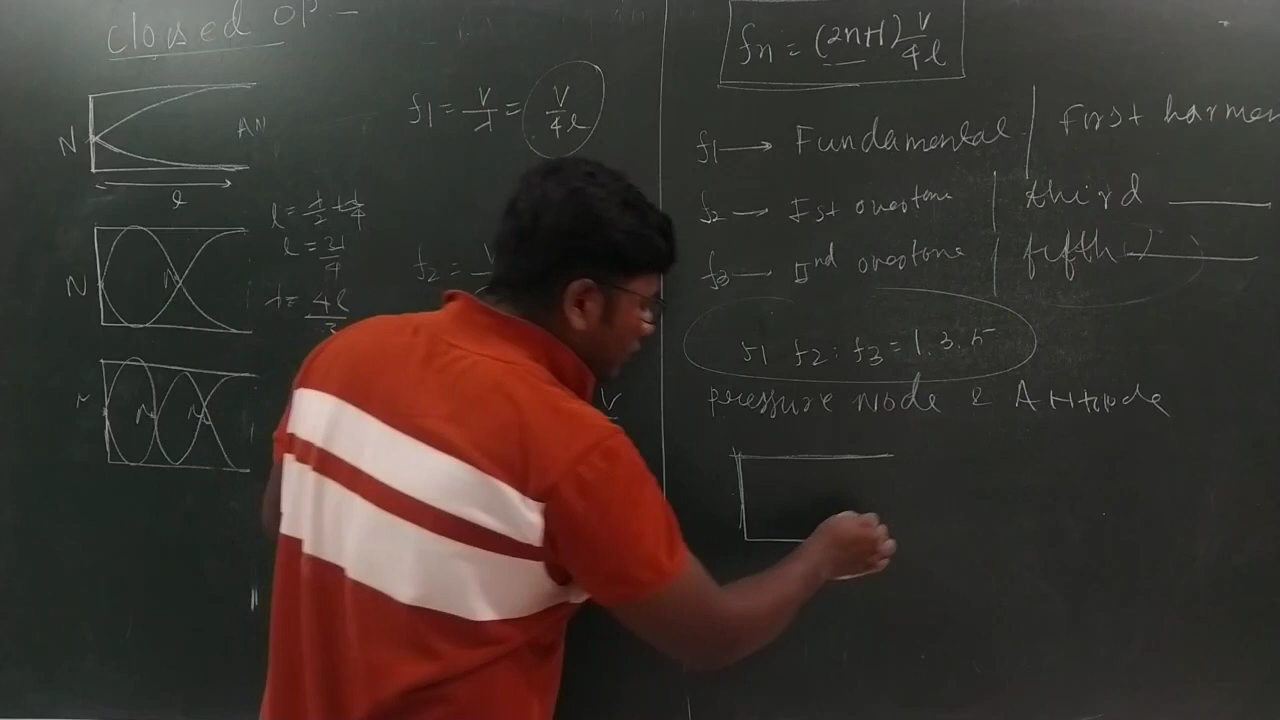 Closed OP -
N
AN
l
f1 = V/λ = V/4l
l = λ/2 + λ/4
l = 3λ/4
λ = 4l/3
N
N
f2 = V
N
N
N
V
fn = (2n+1) V/4l
f1 → Fundamental | First harmon
f2 → Ist overtone | third ———
f3 — 2nd overtone | fifth ———
f1 f2 : f3 = 1. 3. 5
pressure Node & Antinode